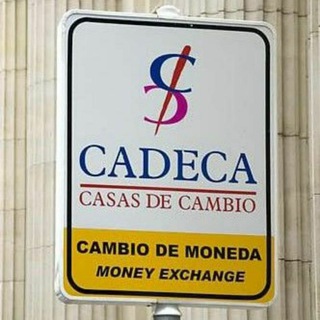 CADECA
CASAS DE CAMBIO
CAMBIO DE MONEDA
MONEY EXCHANGE